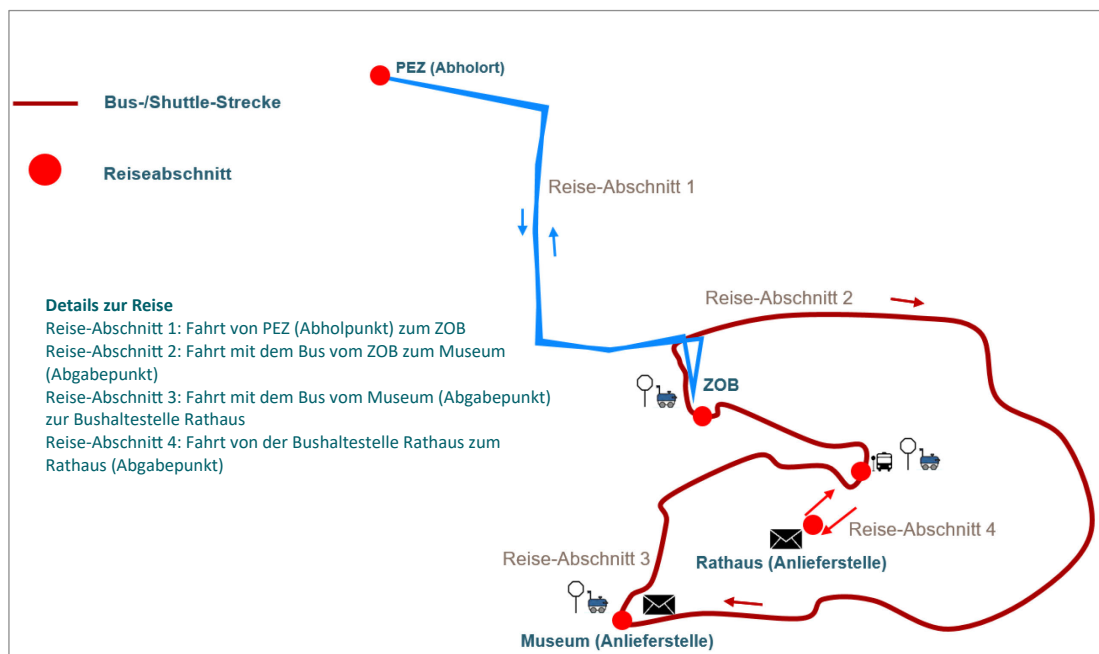 PEZ (Abholort)
Bus-/Shuttle-Strecke
Reiseabschnitt
Reise-Abschnitt 1
Reise-Abschnitt 2
Details zur Reise
Reise-Abschnitt 1: Fahrt von PEZ (Abholpunkt) zum ZOB
Reise-Abschnitt 2: Fahrt mit dem Bus vom ZOB zum Museum
(Abgabepunkt)
Reise-Abschnitt 3: Fahrt mit dem Bus vom Museum (Abgabepunkt)
zur Bushaltestelle Rathaus
Reise-Abschnitt 4: Fahrt von der Bushaltestelle Rathaus zum
Rathaus (Abgabepunkt)
ZOB
Reise-Abschnitt 4
Reise-Abschnitt 3
Rathaus (Anlieferstelle)
Museum (Anlieferstelle)